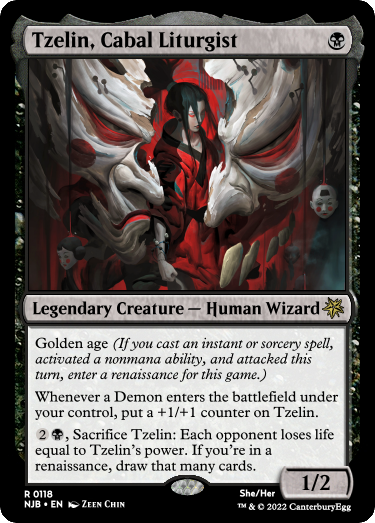 Tzelin, Cabal Liturgist
Legendary Creature — Human Wizard
Golden age (If you cast an instant or sorcery spell,
activated a nonmana ability, and attacked this
turn, enter a renaissance for this game.)
Whenever a Demon enters the battlefield under
your control, put a +1/+1 counter on Tzelin.
2, Sacrifice Tzelin: Each opponent loses life
equal to Tzelin's power. If you're in a
renaissance, draw that many cards.
1/2
R 0118
NJB • EN Zeen Chin
She/Her
™ & © 2022 CanterburyEgg